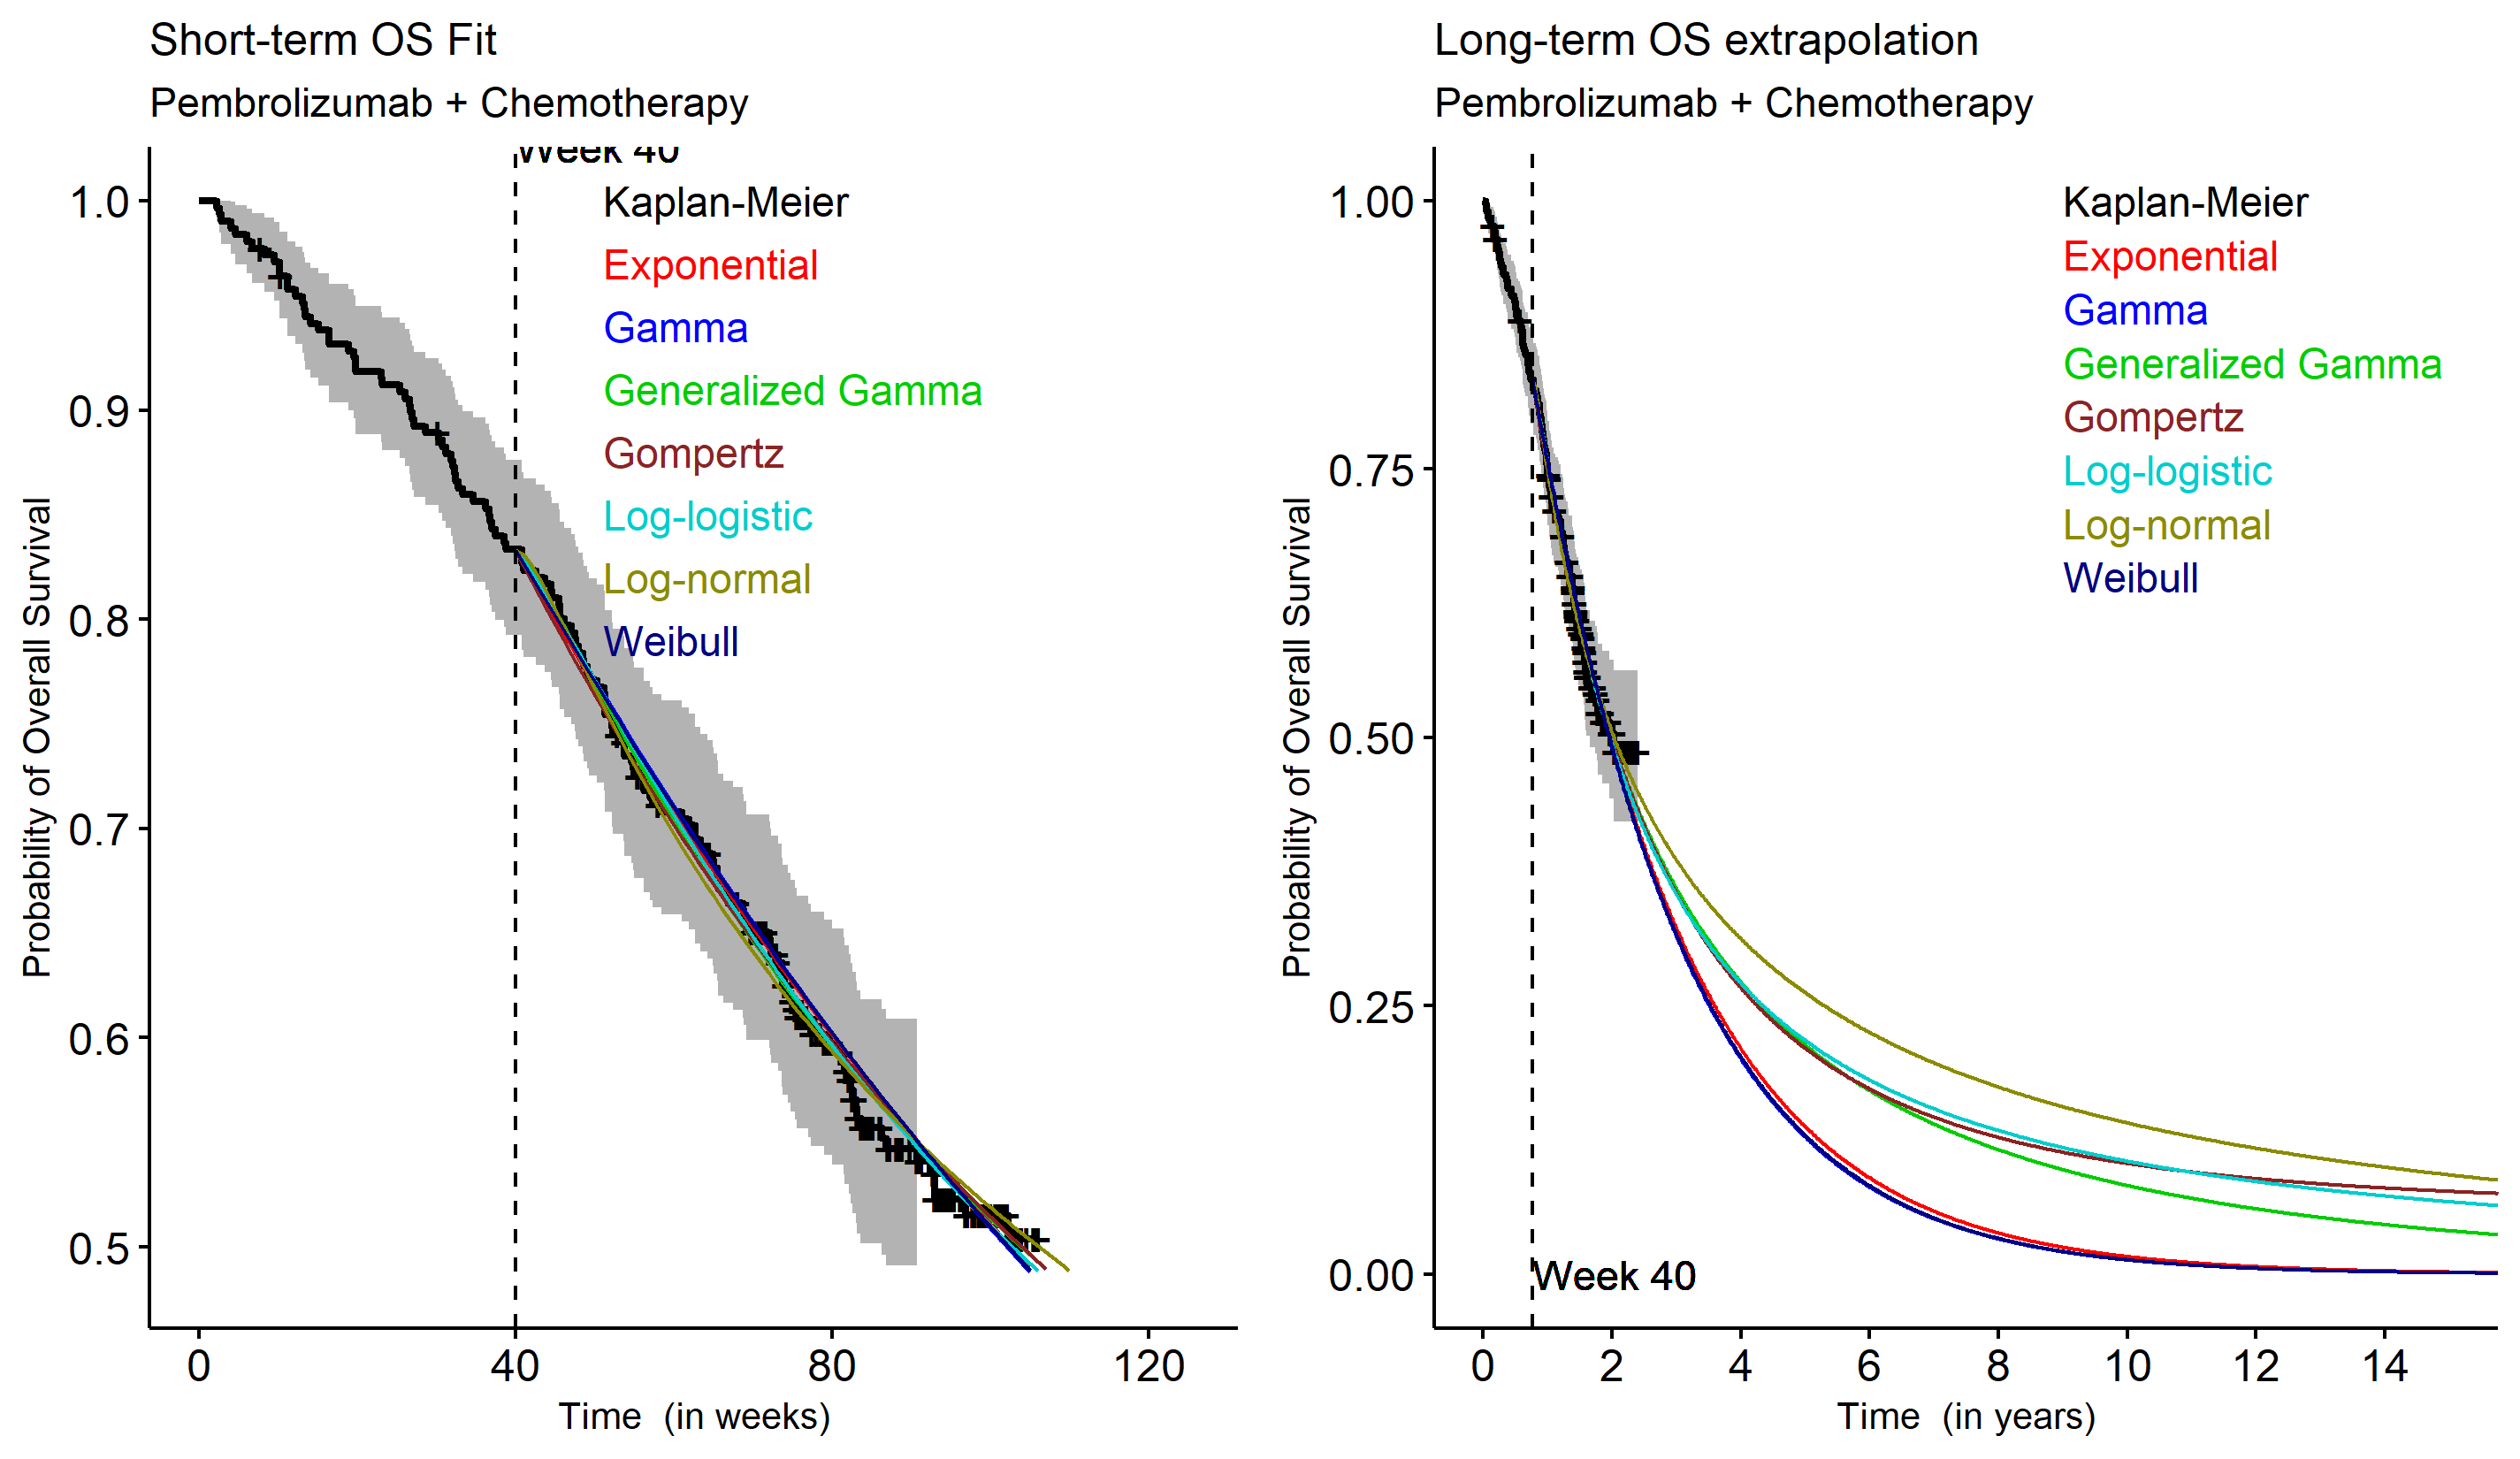 Short-term OS Fit
Pembrolizumab + Chemotherapy
Week 40
Kaplan-Meier
Exponential
Gamma
Generalized Gamma
Gompertz
Log-logistic
Log-normal
Weibull
1.0
0.9
0.8
0.7
0.6
0.5
Probability of Overall Survival
0 40 80 120
Time (in weeks)
Long-term OS extrapolation
Pembrolizumab + Chemotherapy
Kaplan-Meier
Exponential
Gamma
Generalized Gamma
Gompertz
Log-logistic
Log-normal
Weibull
1.00
0.75
0.50
0.25
0.00
Probability of Overall Survival
Week 40
0 2 4 6 8 10 12 14
Time (in years)